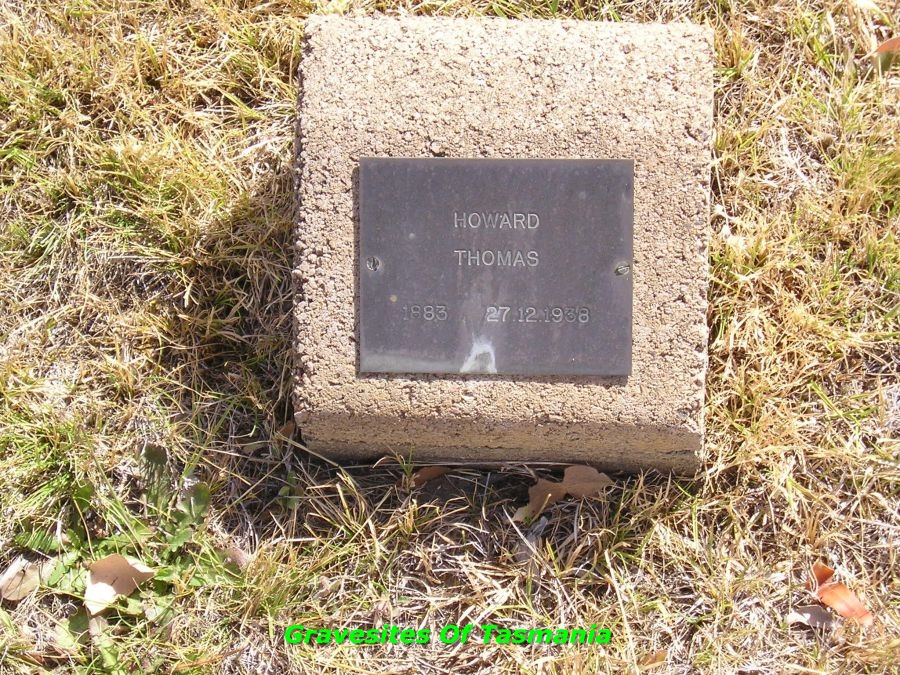 HOWARD
THOMAS
1883 27.12.1938
Gravesites Of Tasmania